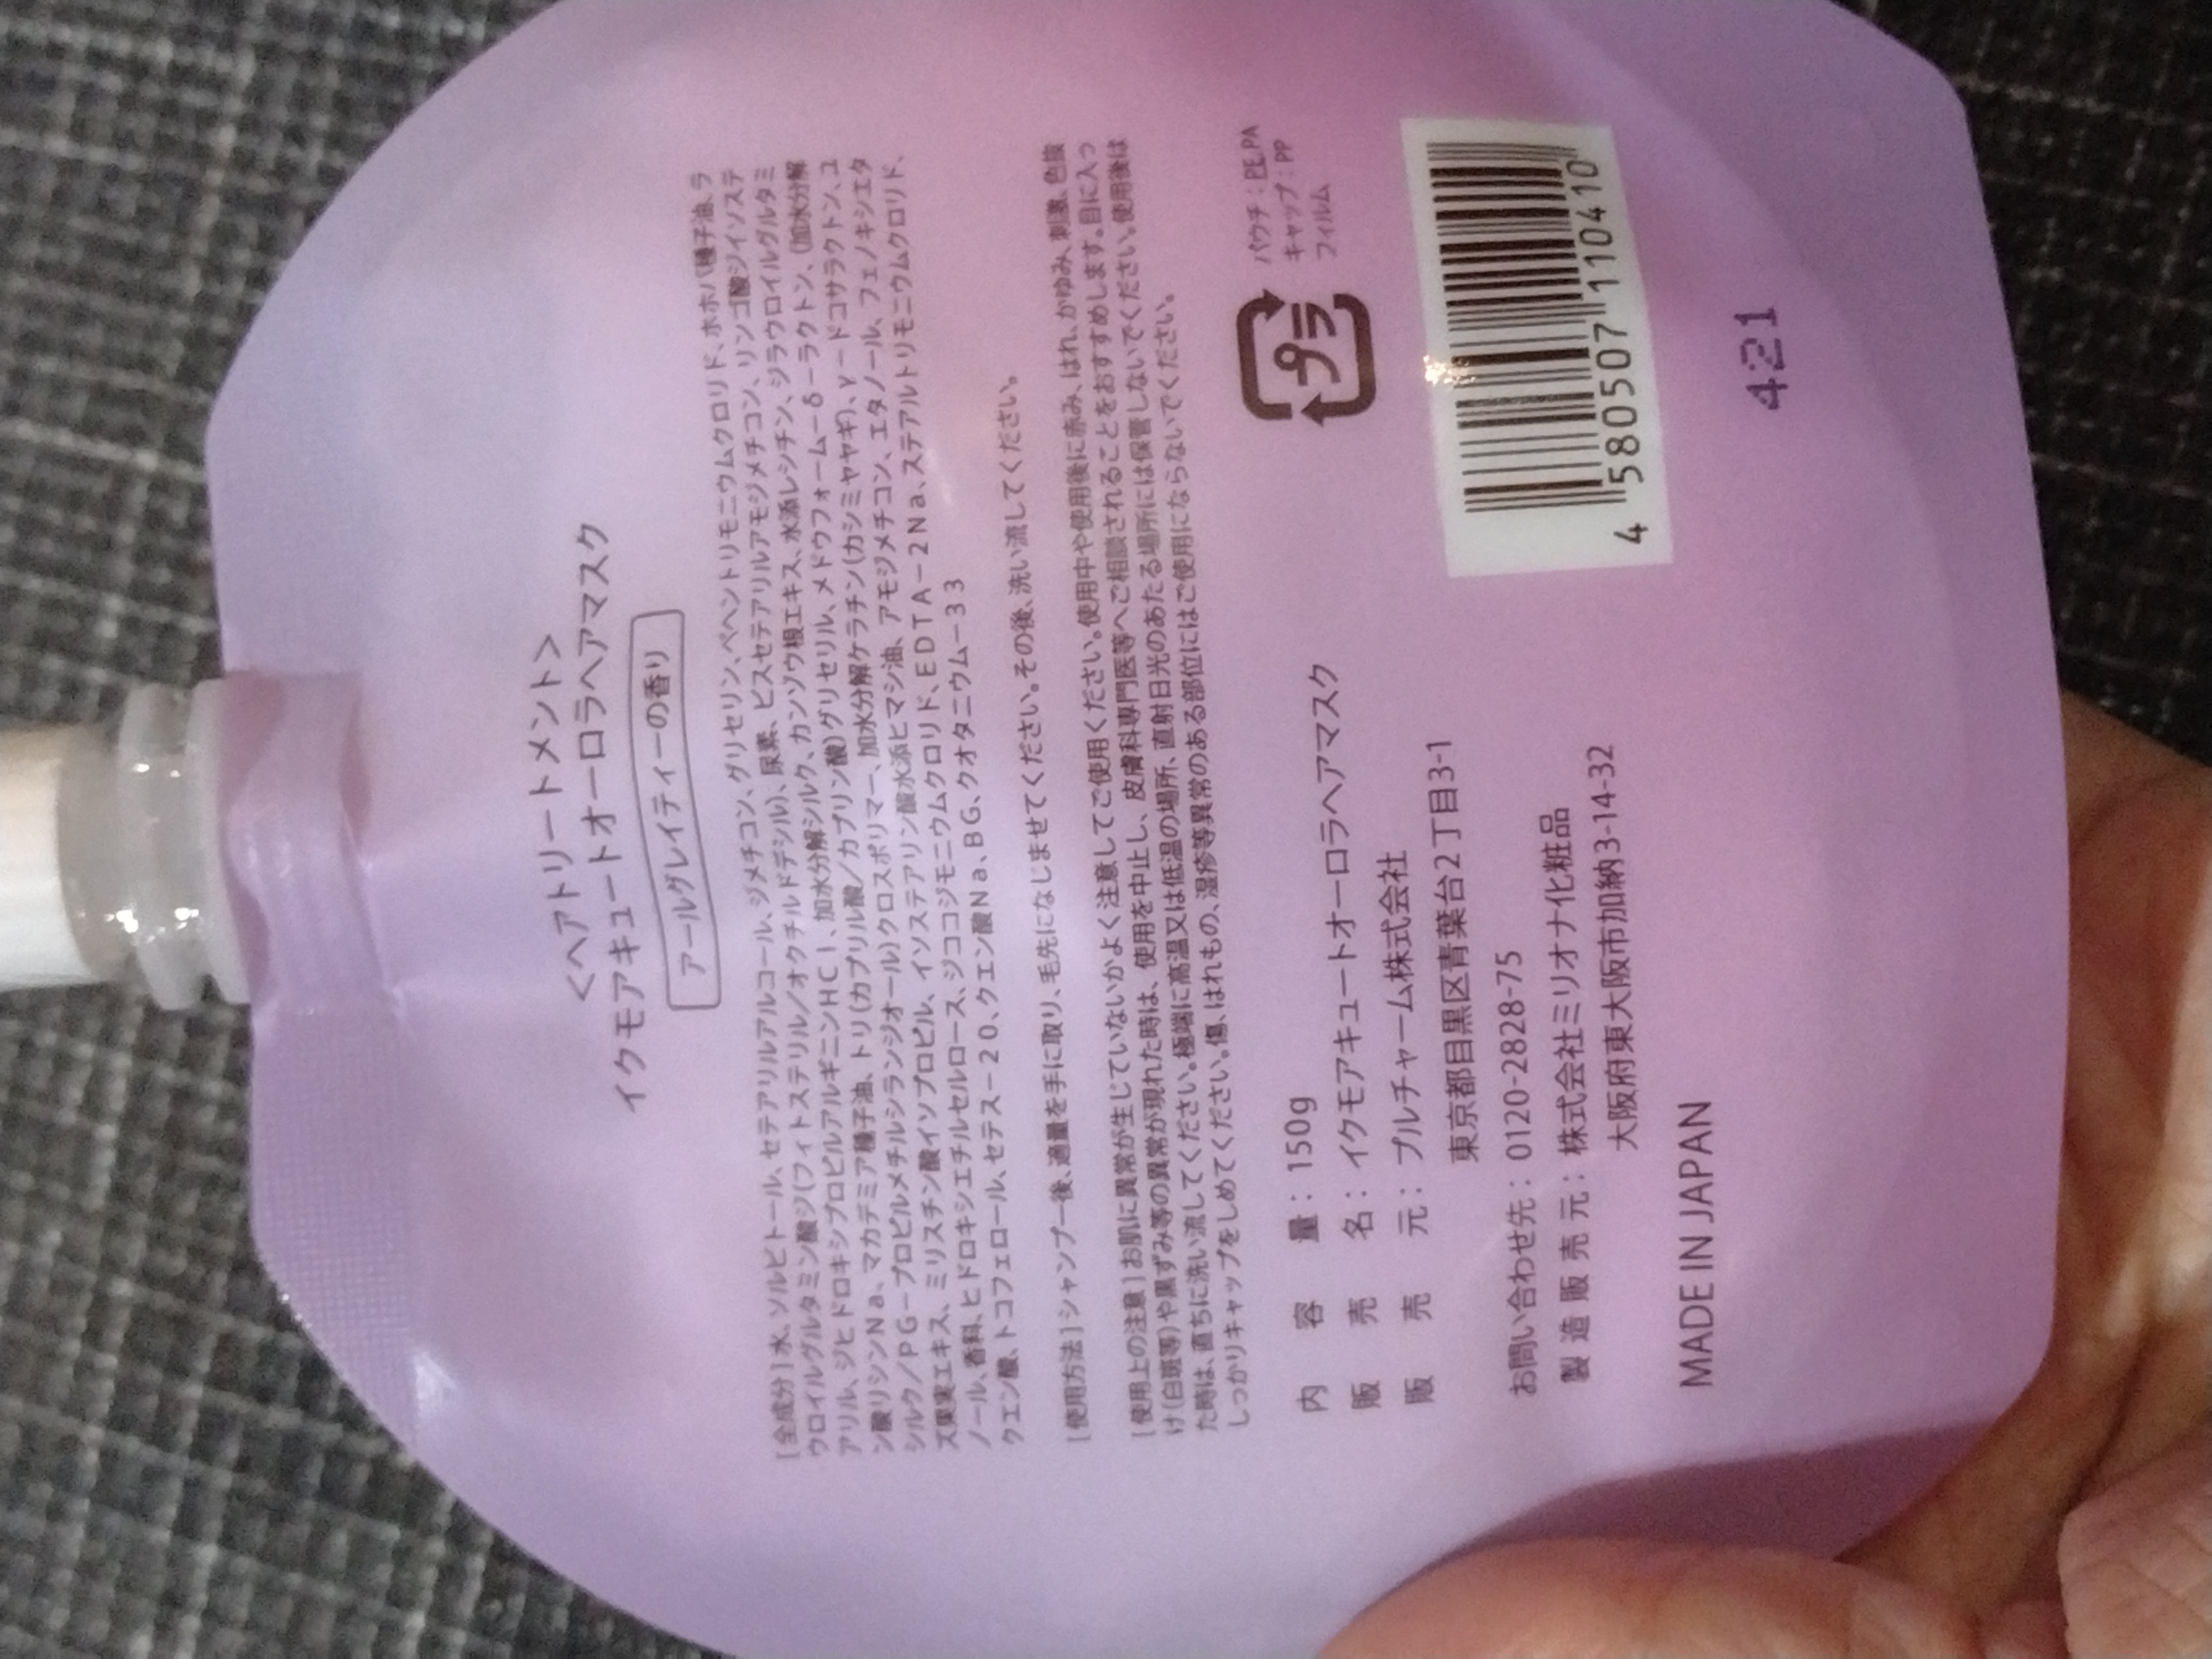 <ヘアトリートメント>
イクモアキュートオーロラヘアマスク
アールグレイティーの香り
[全成分]水、ソルビトール、セテアリルアルコール、ジメチコン、グリセリン、ベヘントリモニウムクロリド、ホホバ種子油、ラ
ウロイルグルタミン酸ジ(フィトステリル/オクチルドデシル)、尿素、ビスセテアリルアモジメチコン、リンゴ酸ジイソステ
アリル、ジヒドロキシプロピルアルギニンHCl、加水分解シルク、カンゾウ根エキス、水添レシチン、ジラウロイルグルタミ
ン酸リシンNa、マカデミア種子油、トリ(カプリル酸/カプリン酸)グリセリル、メドウフォーム-δ-ラクトン、(加水分解
シルク/PG-プロピルメチルシランジオール)クロスポリマー、加水分解ケラチン(カシミヤヤギ)、γ-ドコサラクトン、ユ
ズ果実エキス、ミリスチン酸イソプロピル、イソステアリン酸水添ヒマシ油、アモジメチコン、エタノール、フェノキシエタ
ノール、香料、ヒドロキシエチルセルロース、ジココジモニウムクロリド、EDTA-2Na、ステアルトリモニウムクロリド、
クエン酸、トコフェロール、セテス-20、クエン酸Na、BG、クオタニウム-33
[使用方法]シャンプー後、適量を手に取り、毛先になじませてください。その後、洗い流してください。
[使用上の注意]お肌に異常が生じていないかよく注意してご使用ください。使用中や使用後に赤み、はれ、かゆみ、刺激、色抜
け(白斑等)や黒ずみ等の異常が現れた時は、使用を中止し、皮膚科専門医等へご相談されることをおすすめします。目に入っ
た時は、直ちに洗い流してください。極端に高温又は低温の場所、直射日光のあたる場所には保管しないでください。使用後は
しっかりキャップをしめてください。傷、はれもの、湿疹等異常のある部位にはご使用にならないでください。
内容量：150g
販売名：イクモアキュートオーロラヘアマスク
販売元：プルチャーム株式会社
東京都目黒区青葉台2丁目3-1
お問い合わせ先：0120-2828-75
製造販売元：株式会社ミリオナ化粧品
大阪府東大阪市加納3-14-32
MADE IN JAPAN
プラ
パウチ：PE,PA
キャップ：PP
フィルム
4 580507 110410
421